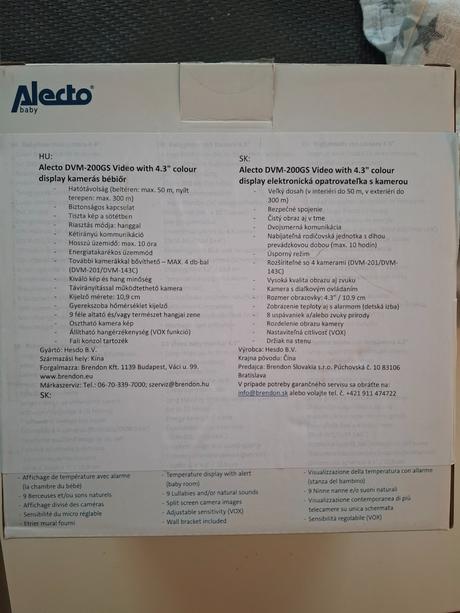 Alecto
baby
HU:
Alecto DVM-200GS Video with 4.3" colour
display kamerás bébiőr
- Hatótávolság (beltéren: max. 50 m, nyílt
terepen: max. 300 m)
- Biztonságos kapcsolat
- Tiszta kép a sötétben
- Riasztás módja: hanggal
- Kétirányú kommunikáció
- Hosszú üzemidő: max. 10 óra
- Energiatakarékos üzemmód
- További kamerákkal bővíthető – MAX. 4 db-bal
(DVM-201/DVM-143C)
- Kiváló kép és hang minőség
- Távirányítással működtethető kamera
- Kijelző mérete: 10,9 cm
- Gyerekszoba hőmérséklet kijelző
- 9 féle altató és/vagy természet hangjai zene
- Osztható kamera kép
- Állítható hangérzékenység (VOX funkció)
- Fali konzol tartozék
Gyártó: Hesdo B.V.
Származási hely: Kína
Forgalmazza: Brendon Kft. 1139 Budapest, Váci u. 99.
www.brendon.eu
Márkaszerviz: Tel.: 06-70-339-7000; szerviz@brendon.hu
SK:
SK:
Alecto DVM-200GS Video with 4.3" colour
display elektronická opatrovateľka s kamerou
- Veľký dosah (v interiéri do 50 m, v exteriéri do
300 m)
- Bezpečné spojenie
- Čistý obraz aj v tme
- Dvojsmerná komunikácia
- Nabíjateľná rodičovská jednotka s dlhou
prevádzkovou dobou (max. 10 hodín)
- Úsporný režim
- Rozšíriteľné so 4 kamerami (DVM-201/DVM-
143C)
- Vysoká kvalita obrazu aj zvuku
- Kamera s diaľkovým ovládaním
- Rozmer obrazovky: 4.3" / 10.9 cm
- Zobrazenie teploty aj s alarmom (detská izba)
- 8 uspávaniek a/alebo zvuky prírody
- Rozdelenie obrazu kamery
- Nastaviteľná citlivosť (VOX)
- Držiak na stenu
Výrobca: Hesdo B.V.
Krajna pôvodu: Čína
Predajca: Brendon Slovakia s.r.o. Púchovská č. 10 83106
Bratislava
V prípade potreby garančného servisu sa obráťte na:
info@brendon.sk alebo volajte tel. č. +421 911 474722
- Affichage de température avec alarme
(la chambre du bébé)
- 9 Berceuses et/ou sons naturels
- Affichage divisé des caméras
- Sensibilité du micro réglable
- Etrier mural fourni
- Temperature display with alert
(baby room)
- 9 Lullabies and/or natural sounds
- Split screen camera images
- Adjustable sensitivity (VOX)
- Wall bracket included
- Visualizzazione della temperatura con allarme
(stanza del bambino)
- 9 Ninne nanne e/o suoni naturali
- Visualizzazione contemporanea di più
telecamere su unica schermata
- Sensibilità regolabile (VOX)